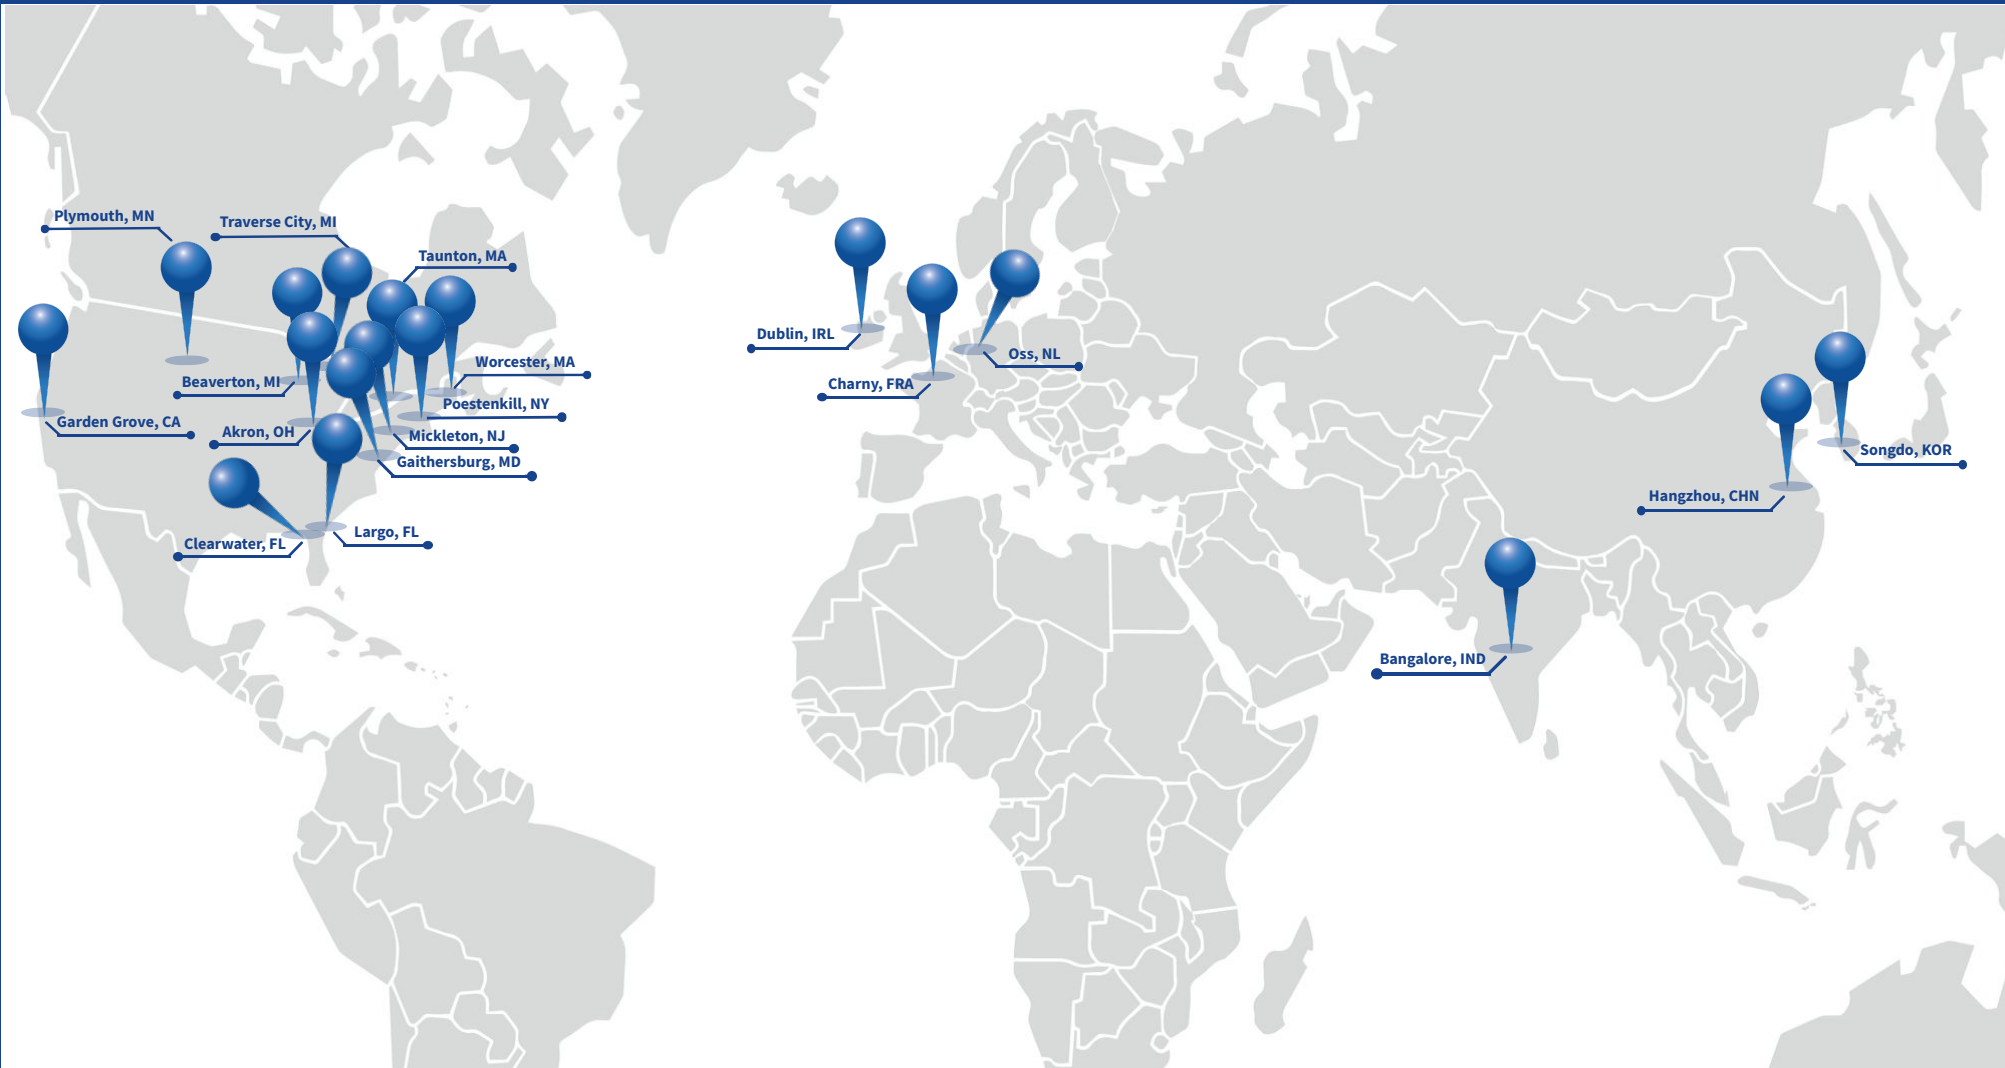 Plymouth, MN
Traverse City, MI
Taunton, MA
Worcester, MA
Beaverton, MI
Poestenkill, NY
Garden Grove, CA
Akron, OH
Mickleton, NJ
Gaithersburg, MD
Clearwater, FL
Largo, FL
Dublin, IRL
Oss, NL
Charny, FRA
Songdo, KOR
Hangzhou, CHN
Bangalore, IND